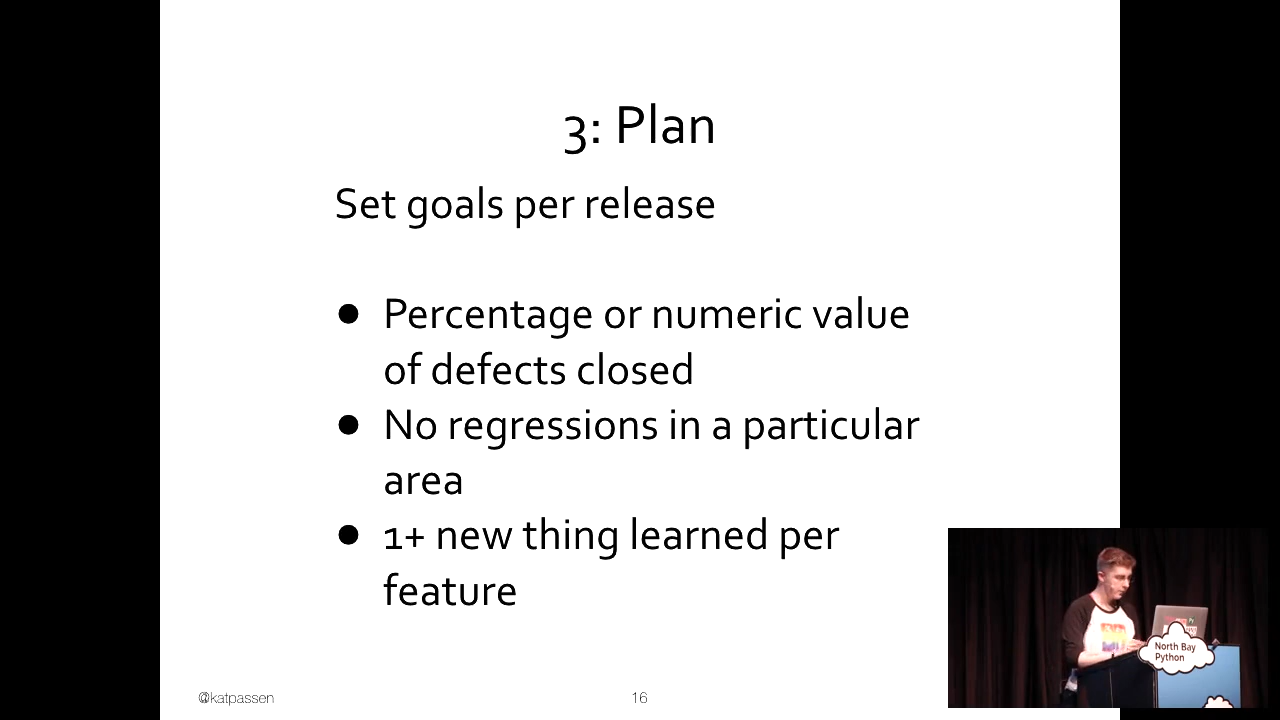 3: Plan
Set goals per release
● Percentage or numeric value
of defects closed
● No regressions in a particular
area
● 1+ new thing learned per
feature
@katpassen
16
North Bay
Python